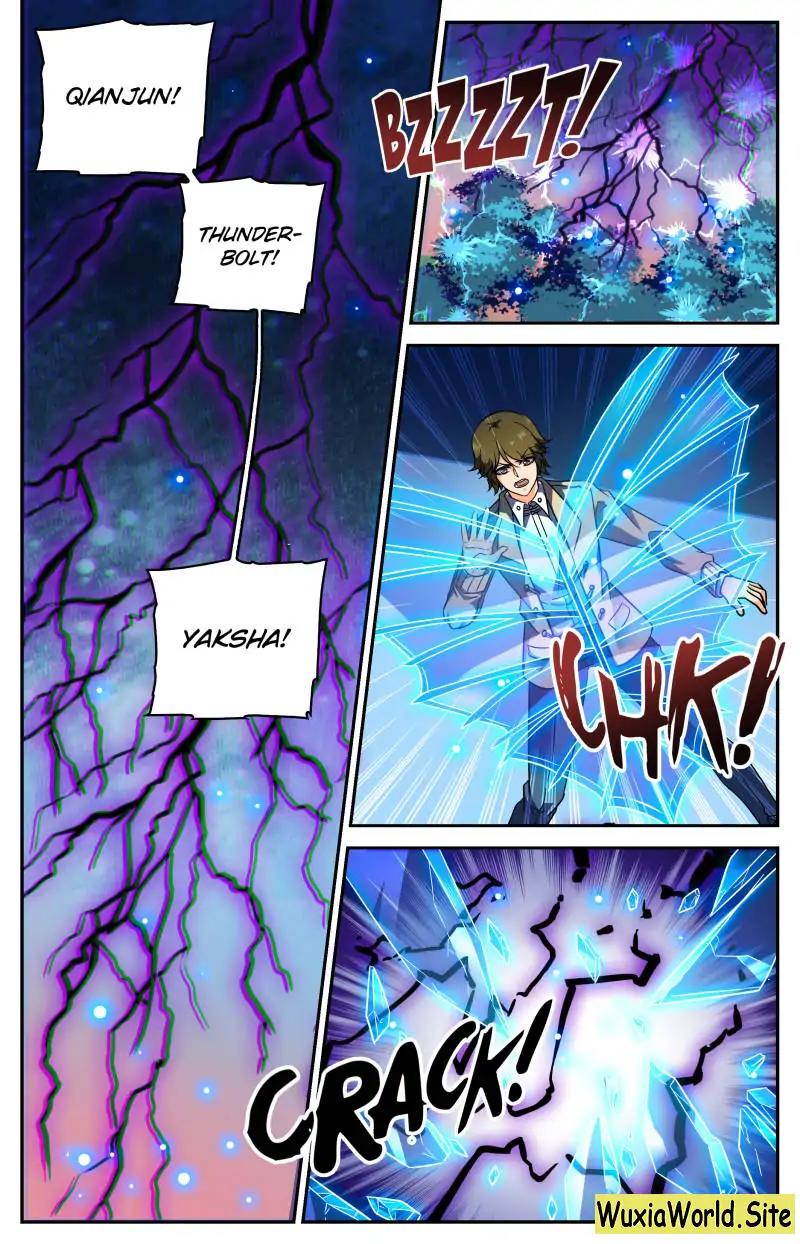 QIANJUN!
THUNDER-
BOLT!
YAKSHA!
BZZZZT!
CHK!
CRACK!
WuxiaWorld.Site